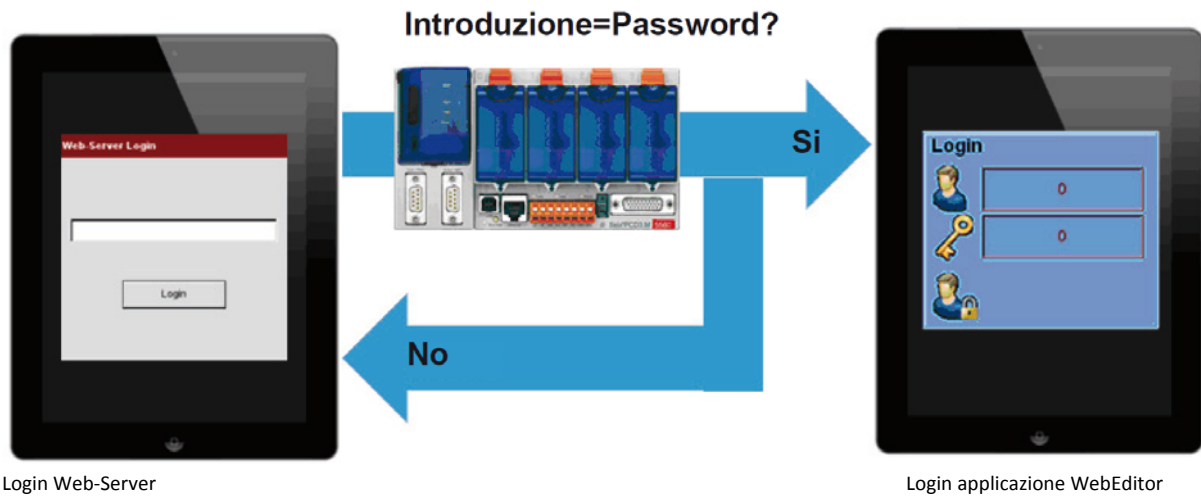 Introduzione=Password?
Web-Server Login
Login
Si
No
Login
0
0
Login Web-Server
Login applicazione WebEditor